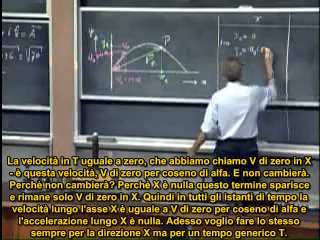 La velocità in T uguale a zero, che abbiamo chiamo V di zero in X
- è questa velocità, V di zero per coseno di alfa. E non cambierà.
Perchè non cambierà? Perchè X è nulla questo termine sparisce
e rimane solo V di zero in X. Quindi in tutti gli istanti di tempo la
velocità lungo l'asse X è uguale a V di zero per coseno di alfa e
l'accelerazione lungo X è nulla. Adesso voglio fare lo stesso
sempre per la direzione X ma per un tempo generico T.